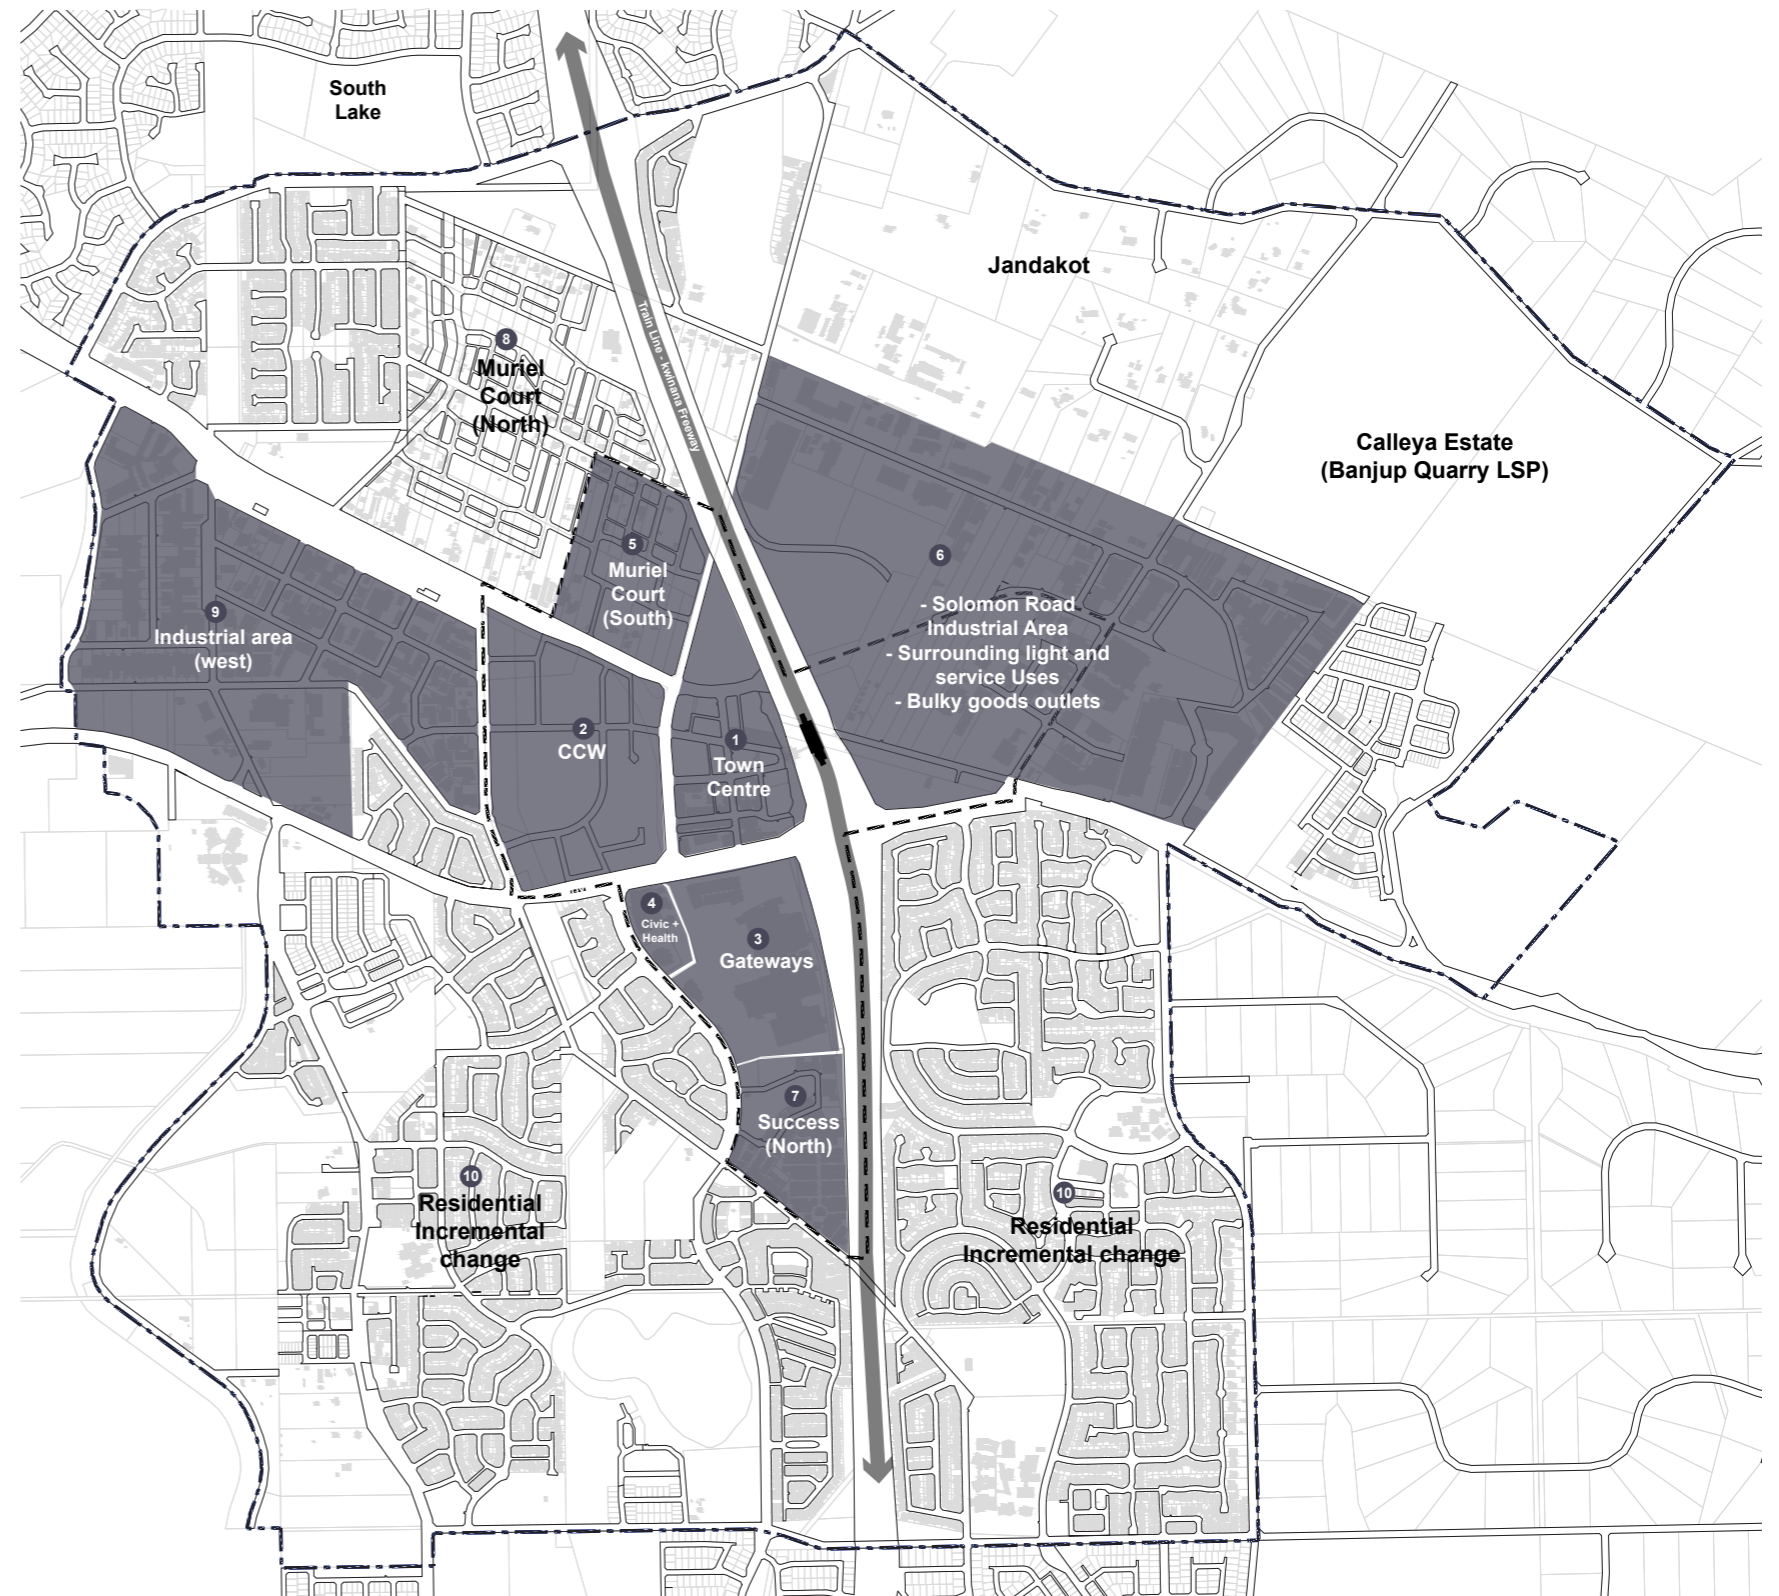 South
Lake
Jandakot
Train Line - kwinana Freeway
8
Muriel
Court
(North)
Calleya Estate
(Banjup Quarry LSP)
5
Muriel
Court
(South)
6
- Solomon Road
Industrial Area
- Surrounding light and
service Uses
- Bulky goods outlets
9
Industrial area
(west)
2
CCW
1
Town
Centre
4
Civic +
Health
3
Gateways
7
Success
(North)
10
Residential
Incremental
change
10
Residential
Incremental change